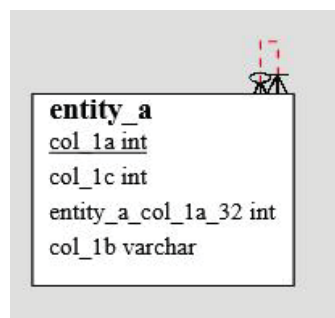 entity_a
col_1a int
col_1c int
entity_a_col_1a_32 int
col_1b varchar